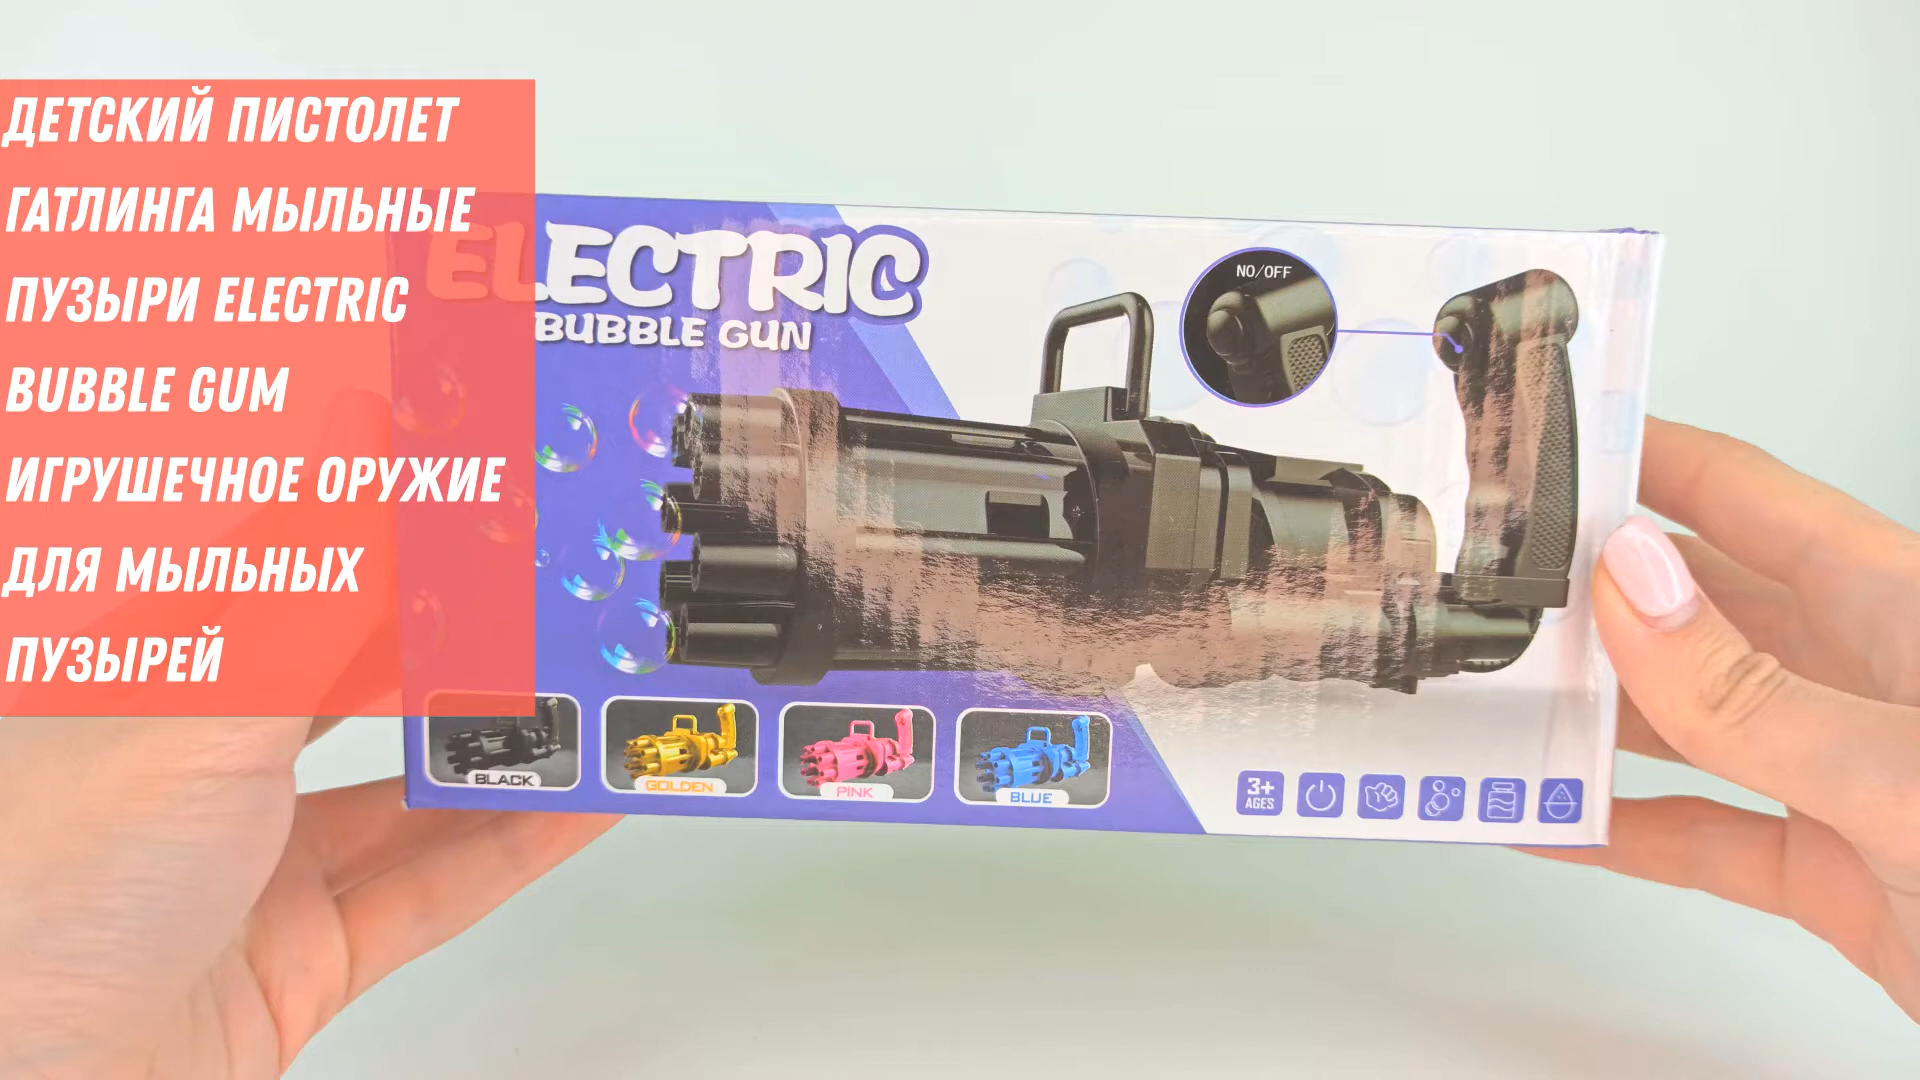 ДЕТСКИЙ ПИСТОЛЕТ
ГАТЛИНГА МЫЛЬНЫЕ
ПУЗЫРИ ELECTRIC
BUBBLE GUM
ИГРУШЕЧНОЕ ОРУЖИЕ
ДЛЯ МЫЛЬНЫХ
ПУЗЫРЕЙ
ELECTRIC
BUBBLE GUN
NO/OFF
BLACK
GOLDEN
PINK
BLUE
3+
AGES